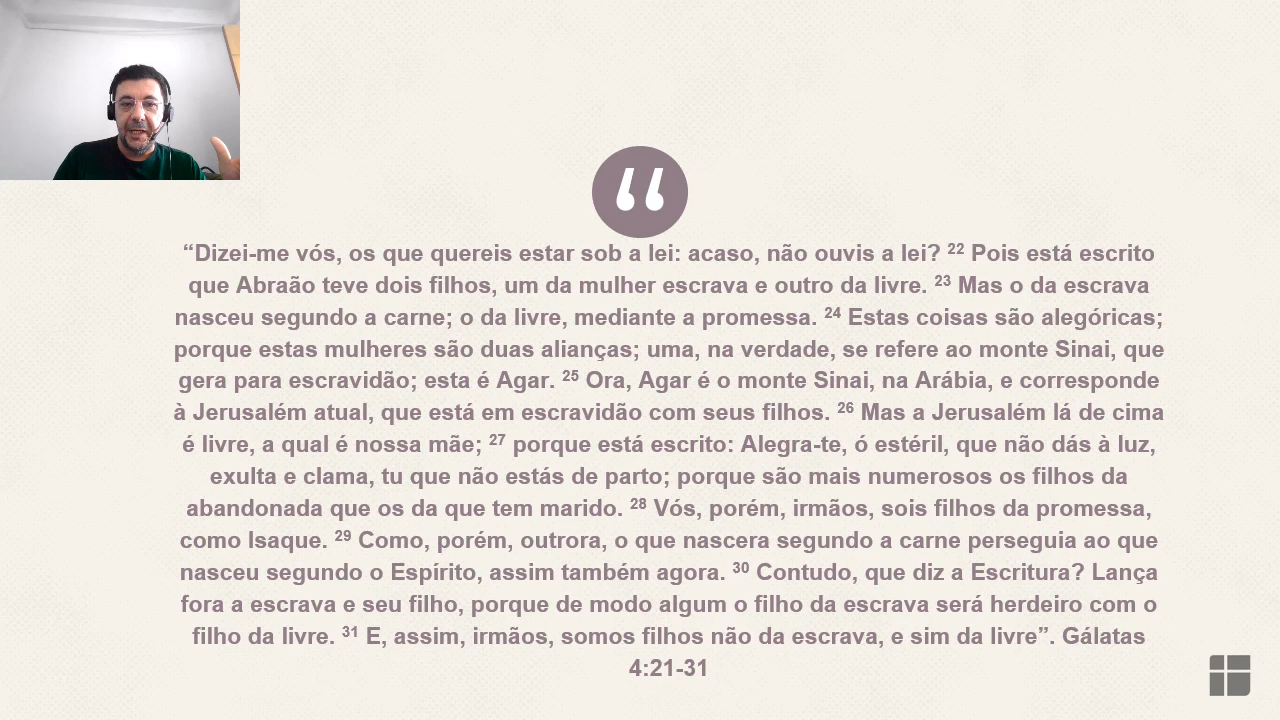 “Dizei-me vós, os que quereis estar sob a lei: acaso, não ouvis a lei? ²² Pois está escrito
que Abraão teve dois filhos, um da mulher escrava e outro da livre. ²³ Mas o da escrava
nasceu segundo a carne; o da livre, mediante a promessa. ²⁴ Estas coisas são alegóricas;
porque estas mulheres são duas alianças; uma, na verdade, se refere ao monte Sinai, que
gera para escravidão; esta é Agar. ²⁵ Ora, Agar é o monte Sinai, na Arábia, e corresponde
à Jerusalém atual, que está em escravidão com seus filhos. ²⁶ Mas a Jerusalém lá de cima
é livre, a qual é nossa mãe; ²⁷ porque está escrito: Alegra-te, ó estéril, que não dás à luz,
exulta e clama, tu que não estás de parto; porque são mais numerosos os filhos da
abandonada que os da que tem marido. ²⁸ Vós, porém, irmãos, sois filhos da promessa,
como Isaque. ²⁹ Como, porém, outrora, o que nascera segundo a carne perseguia ao que
nasceu segundo o Espírito, assim também agora. ³⁰ Contudo, que diz a Escritura? Lança
fora a escrava e seu filho, porque de modo algum o filho da escrava será herdeiro com o
filho da livre. ³¹ E, assim, irmãos, somos filhos não da escrava, e sim da livre”. Gálatas
4:21-31